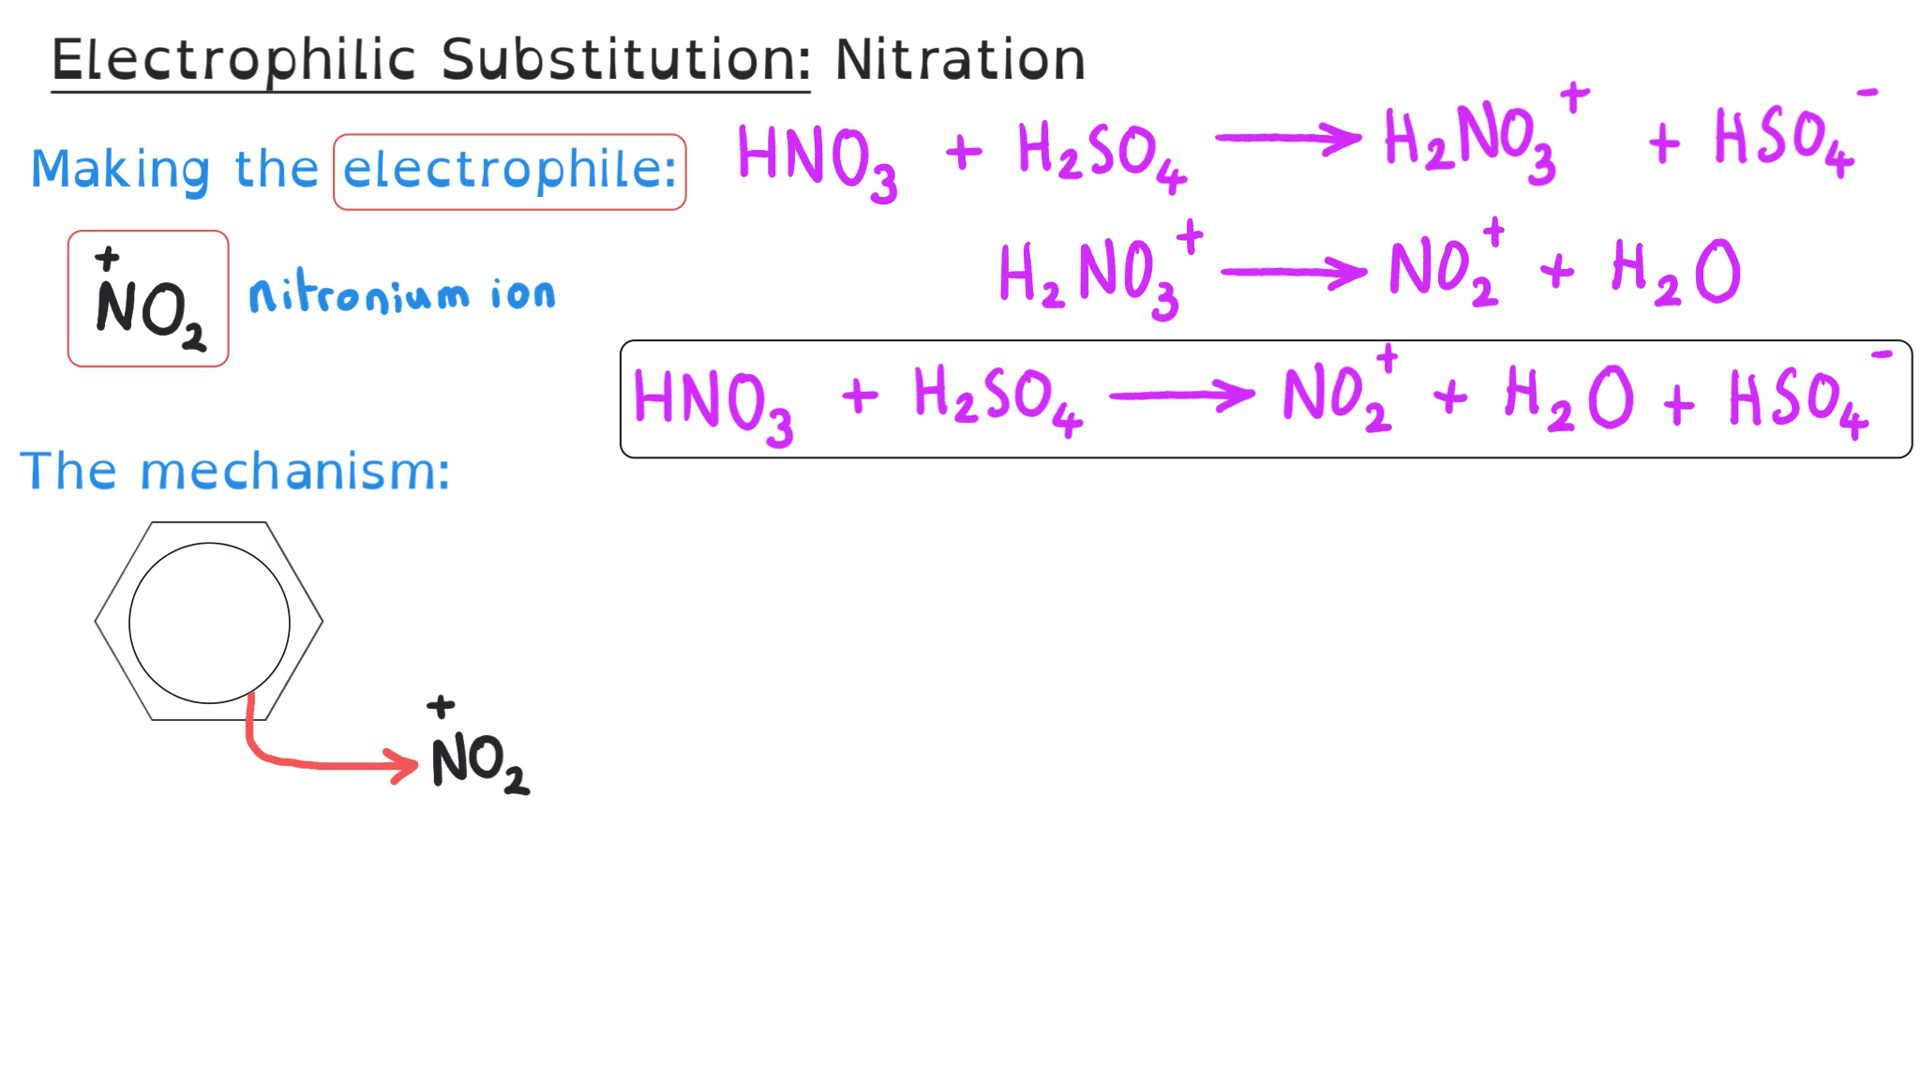 Electrophilic Substitution: Nitration
Making the electrophile:
HNO₃ + H₂SO₄ ⟶ H₂NO₃⁺ + HSO₄⁻
⁺NO₂ nitronium ion
H₂NO₃⁺ ⟶ NO₂⁺ + H₂O
HNO₃ + H₂SO₄ ⟶ NO₂⁺ + H₂O + HSO₄⁻
The mechanism:
⁺NO₂